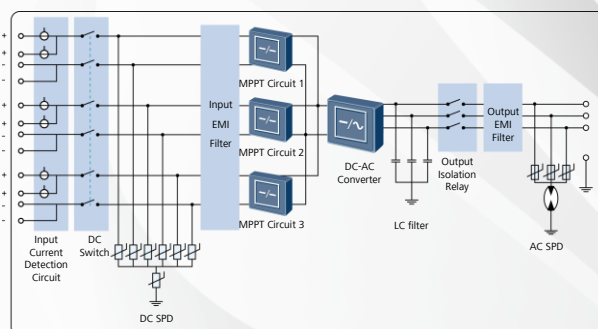 +
+
-
-
+
+
-
-
+
+
-
-
Input
Current
Detection
Circuit
DC
Switch
DC SPD
Input
EMI
Filter
MPPT Circuit 1
MPPT Circuit 2
MPPT Circuit 3
DC-AC
Converter
LC filter
Output
Isolation
Relay
Output
EMI
Filter
AC SPD